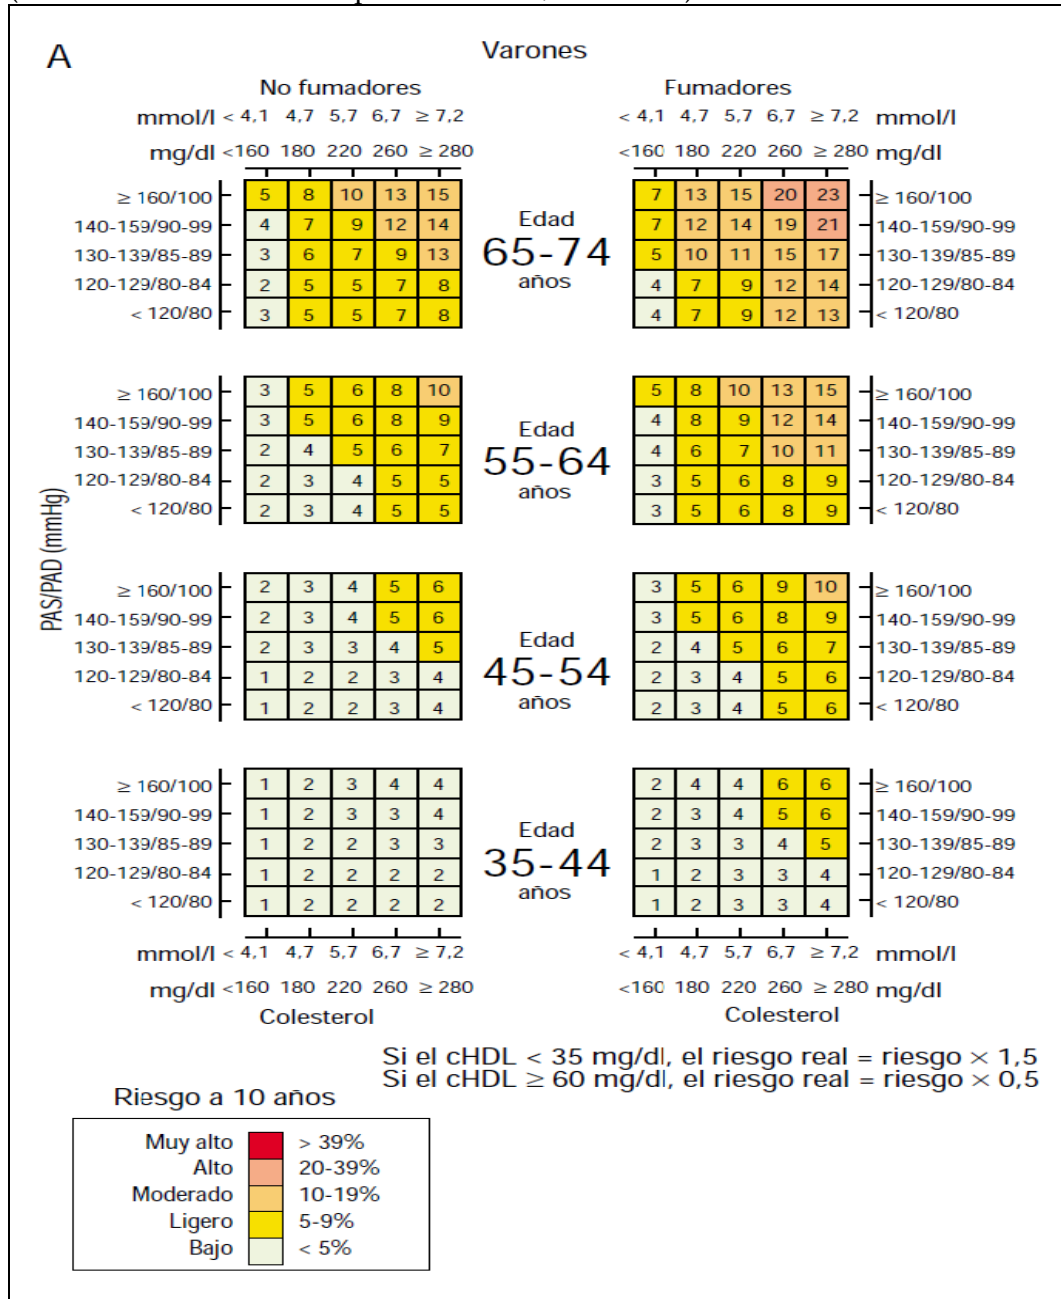 A
Varones
No fumadores Fumadores
mmol/l < 4,1 4,7 5,7 6,7 ≥ 7,2 < 4,1 4,7 5,7 6,7 ≥ 7,2 mmol/l
mg/dl <160 180 220 260 ≥ 280 <160 180 220 260 ≥ 280 mg/dl
≥ 160/100 5 8 10 13 15 7 13 15 20 23 ≥ 160/100
140-159/90-99 4 7 9 12 14 Edad 7 12 14 19 21 140-159/90-99
130-139/85-89 3 6 7 9 13 65-74 5 10 11 15 17 130-139/85-89
120-129/80-84 2 5 5 7 8 años 4 7 9 12 14 120-129/80-84
< 120/80 3 5 5 7 8 4 7 9 12 13 < 120/80
PAS/PAD (mmHg)
≥ 160/100 3 5 6 8 10 5 8 10 13 15 ≥ 160/100
140-159/90-99 3 5 6 8 9 Edad 4 8 9 12 14 140-159/90-99
130-139/85-89 2 4 5 6 7 55-64 4 6 7 10 11 130-139/85-89
120-129/80-84 2 3 4 5 5 años 3 5 6 8 9 120-129/80-84
< 120/80 2 3 4 5 5 3 5 6 8 9 < 120/80
≥ 160/100 2 3 4 5 6 3 5 6 9 10 ≥ 160/100
140-159/90-99 2 3 4 5 6 Edad 3 5 6 8 9 140-159/90-99
130-139/85-89 2 3 3 4 5 45-54 2 4 5 6 7 130-139/85-89
120-129/80-84 1 2 2 3 4 años 2 3 4 5 6 120-129/80-84
< 120/80 1 2 2 3 4 2 3 4 5 6 < 120/80
≥ 160/100 1 2 3 4 4 2 4 4 6 6 ≥ 160/100
140-159/90-99 1 2 3 3 4 Edad 2 3 4 5 6 140-159/90-99
130-139/85-89 1 2 2 3 3 35-44 2 3 3 4 5 130-139/85-89
120-129/80-84 1 2 2 2 2 años 1 2 3 3 4 120-129/80-84
< 120/80 1 2 2 2 2 1 2 3 3 4 < 120/80
mmol/l < 4,1 4,7 5,7 6,7 ≥ 7,2 < 4,1 4,7 5,7 6,7 ≥ 7,2 mmol/l
mg/dl <160 180 220 260 ≥ 280 <160 180 220 260 ≥ 280 mg/dl
Colesterol Colesterol
Si el cHDL < 35 mg/dl, el riesgo real = riesgo × 1,5
Si el cHDL ≥ 60 mg/dl, el riesgo real = riesgo × 0,5
Riesgo a 10 años
Muy alto > 39%
Alto 20-39%
Moderado 10-19%
Ligero 5-9%
Bajo < 5%